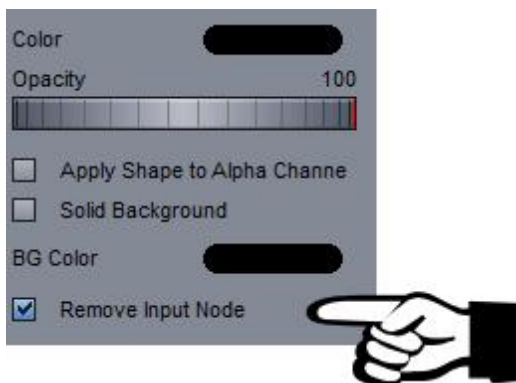 Color
Opacity 100
Apply Shape to Alpha Channe
Solid Background
BG Color
Remove Input Node